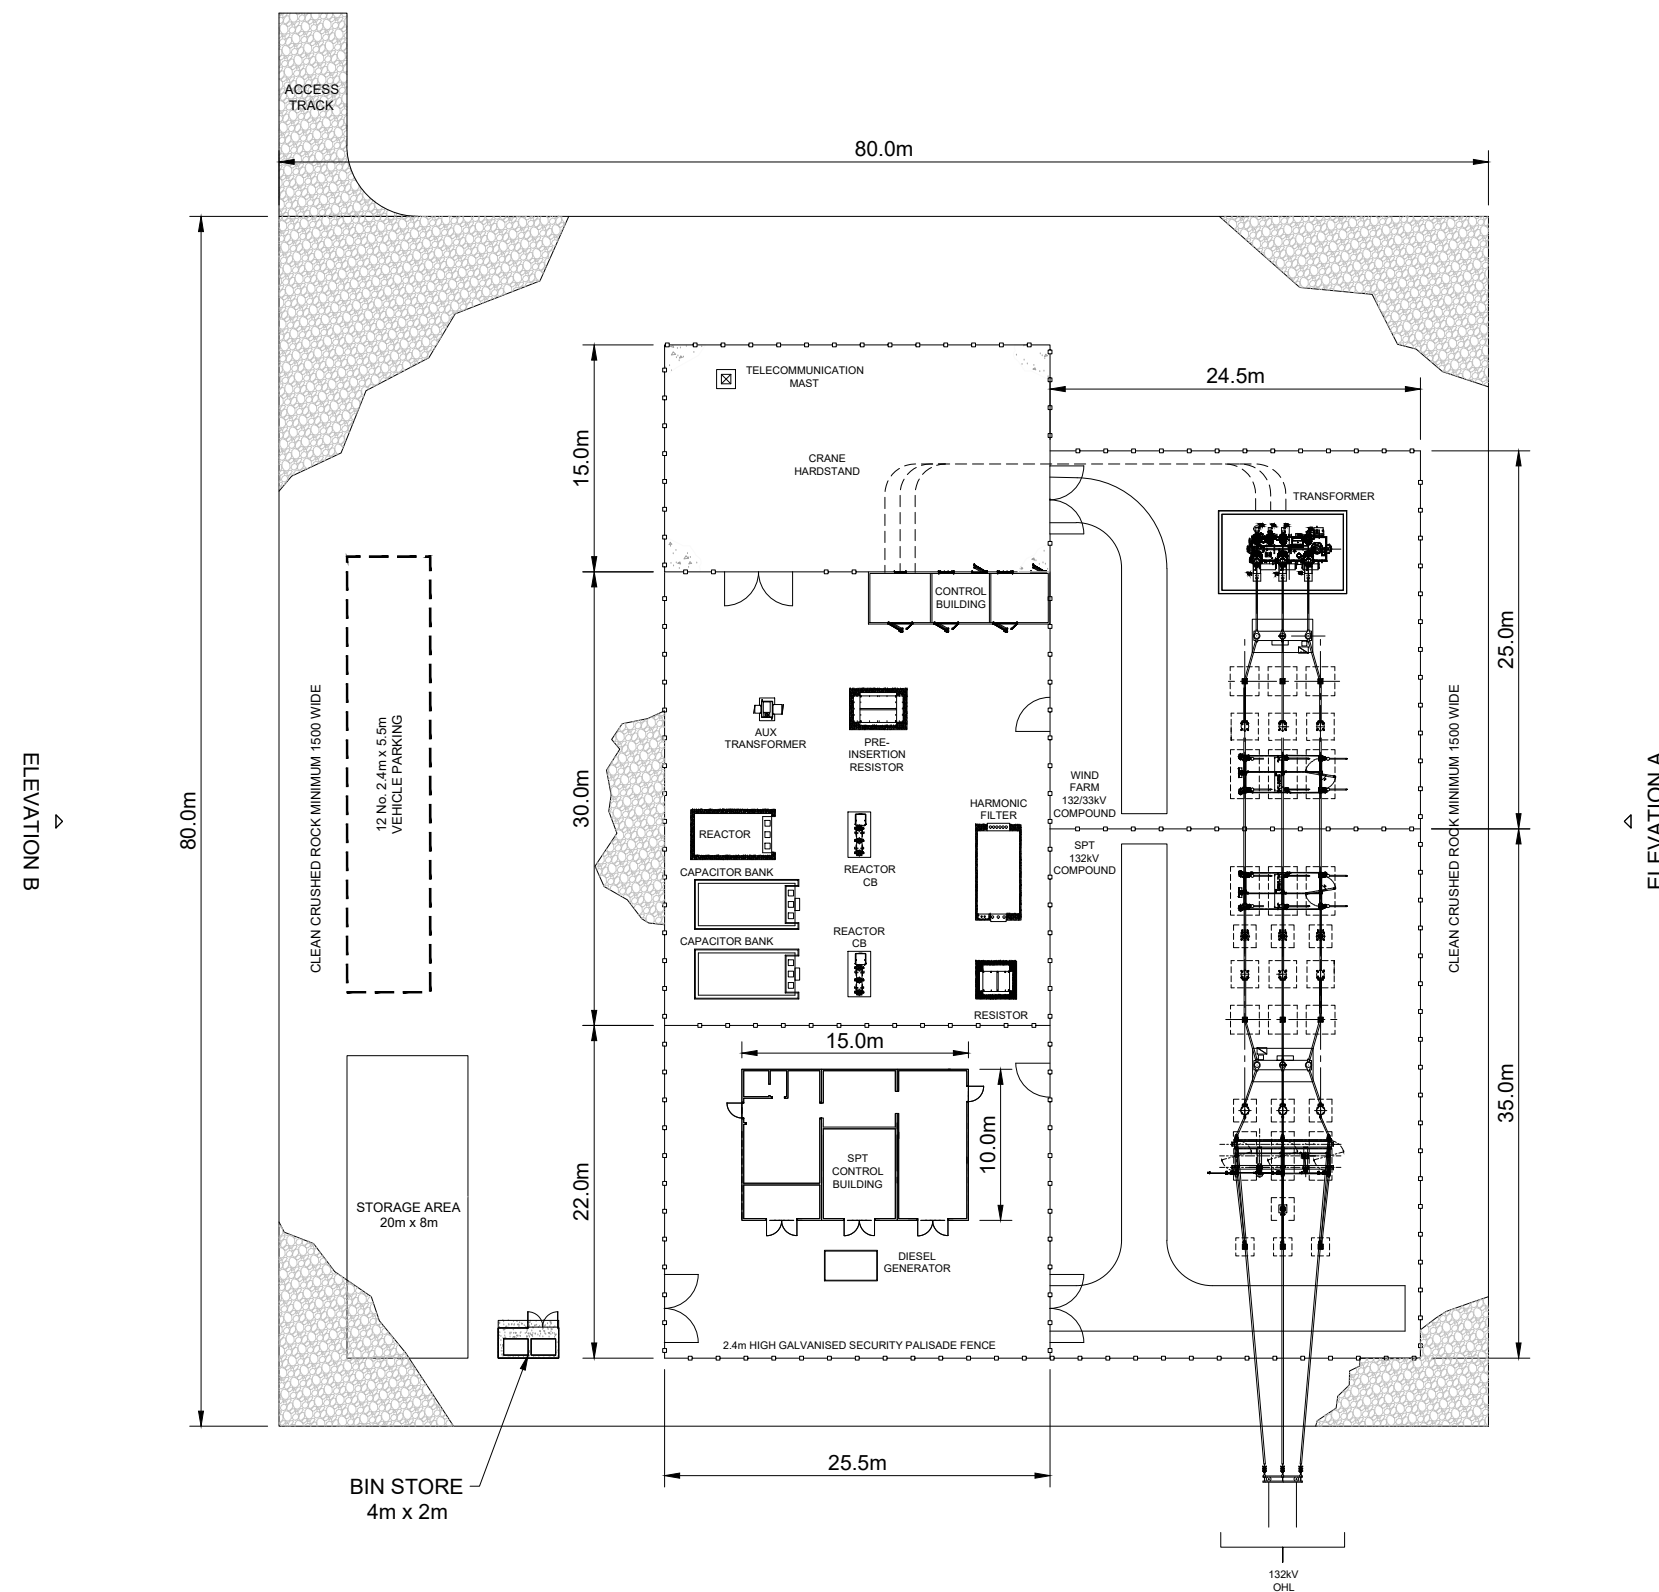 ACCESS
TRACK
80.0m
TELECOMMUNICATION
MAST
24.5m
15.0m
CRANE
HARDSTAND
TRANSFORMER
CONTROL
BUILDING
25.0m
CLEAN CRUSHED ROCK MINIMUM 1500 WIDE
12 No. 2.4m x 5.5m
VEHICLE PARKING
AUX
TRANSFORMER
PRE-
INSERTION
RESISTOR
ELEVATION B
80.0m
30.0m
WIND
FARM
132/33kV
COMPOUND
HARMONIC
FILTER
REACTOR
REACTOR
CB
SPT
132kV
COMPOUND
CLEAN CRUSHED ROCK MINIMUM 1500 WIDE
ELEVATION A
CAPACITOR BANK
REACTOR
CB
CAPACITOR BANK
RESISTOR
15.0m
10.0m
35.0m
SPT
CONTROL
BUILDING
22.0m
STORAGE AREA
20m x 8m
DIESEL
GENERATOR
2.4m HIGH GALVANISED SECURITY PALISADE FENCE
25.5m
BIN STORE
4m x 2m
132kV
OHL